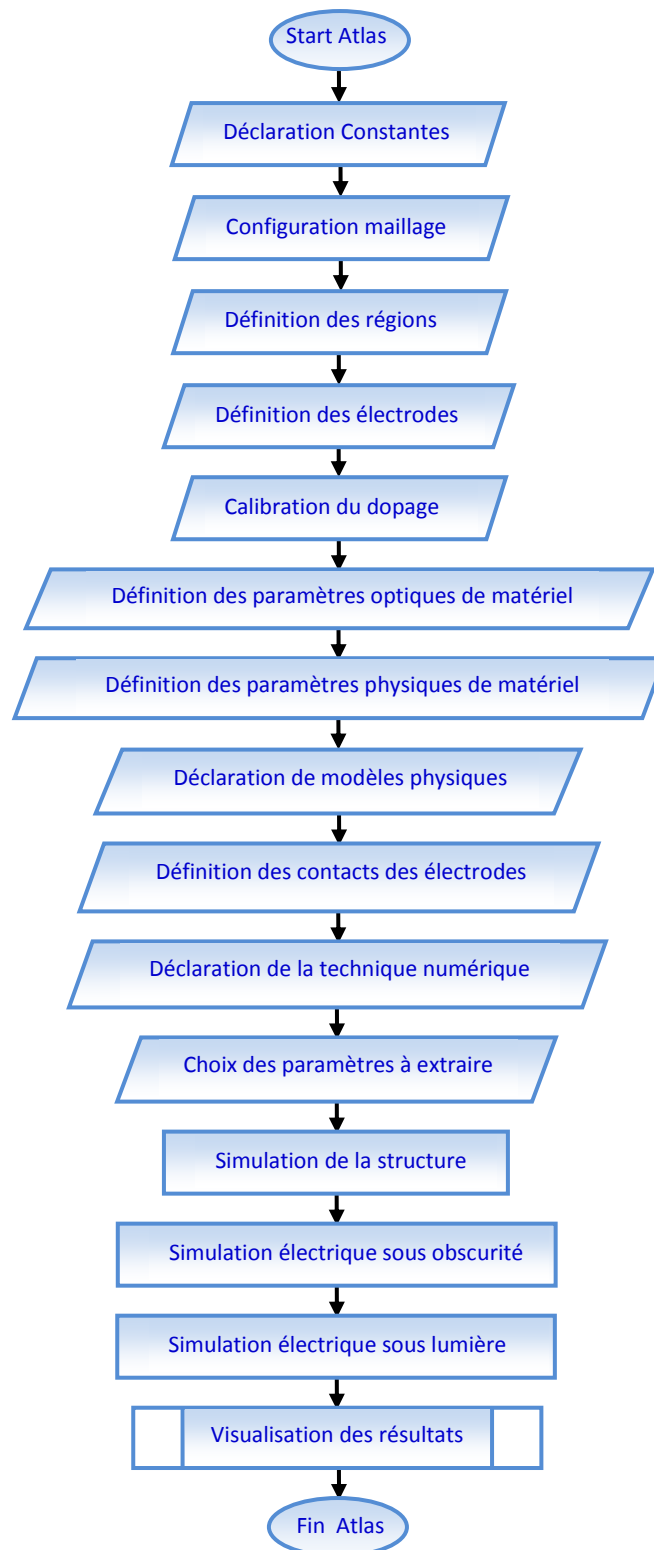 Start Atlas
Déclaration Constantes
Configuration maillage
Définition des régions
Définition des électrodes
Calibration du dopage
Définition des paramètres optiques de matériel
Définition des paramètres physiques de matériel
Déclaration de modèles physiques
Définition des contacts des électrodes
Déclaration de la technique numérique
Choix des paramètres à extraire
Simulation de la structure
Simulation électrique sous obscurité
Simulation électrique sous lumière
Visualisation des résultats
Fin Atlas